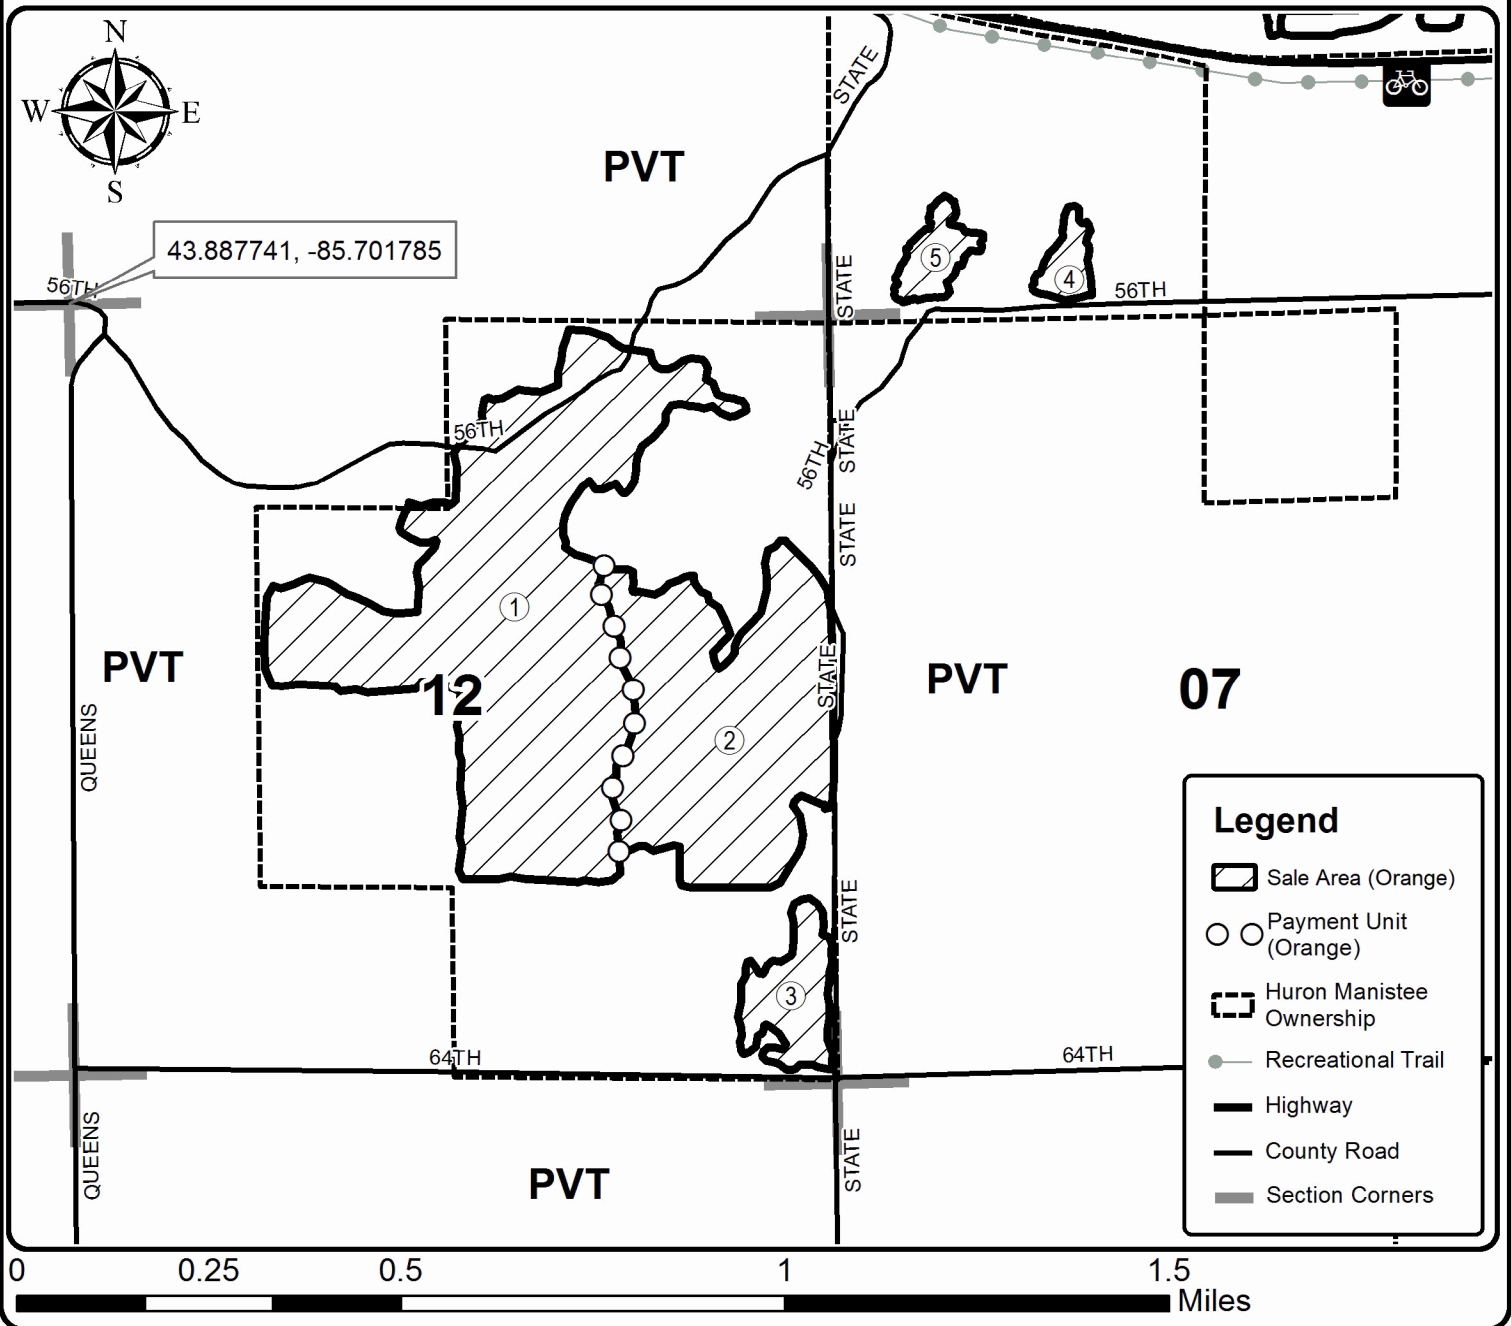 N
W E
S
STATE
PVT
43.887741, -85.701785
56TH
5
4
56TH
STATE
56TH
STATE
56TH
STATE
1
PVT
12
STATE
PVT
07
QUEENS
2
Legend
Sale Area (Orange)
Payment Unit
(Orange)
Huron Manistee
Ownership
Recreational Trail
Highway
County Road
Section Corners
STATE
3
64TH
64TH
QUEENS
STATE
PVT
0 0.25 0.5 1 1.5
Miles